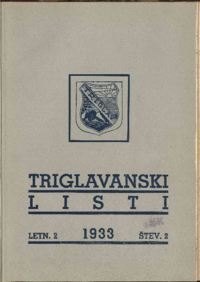 TRIGLAVANSKI
LISTI
LETN. 2 1933 ŠTEV. 2